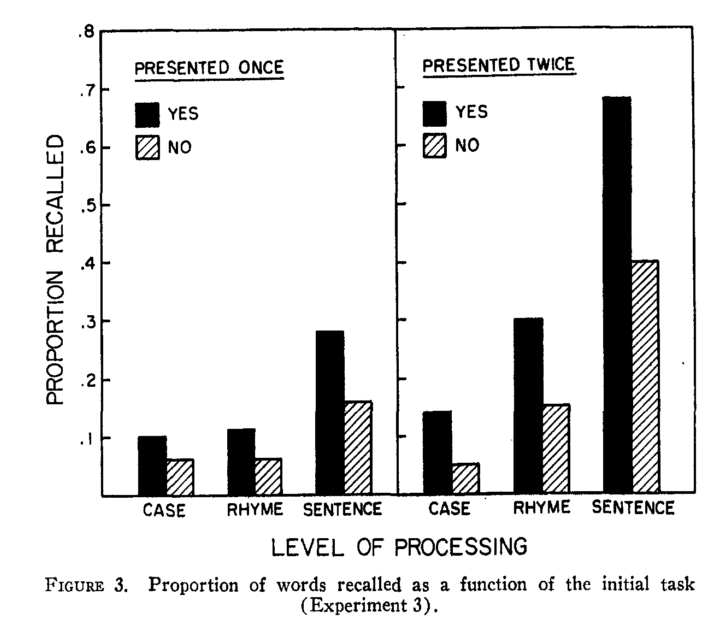 PROPORTION RECALLED
.8
.7
.6
.5
.4
.3
.2
.1
PRESENTED ONCE
YES
NO
PRESENTED TWICE
YES
NO
CASE RHYME SENTENCE CASE RHYME SENTENCE
LEVEL OF PROCESSING
FIGURE 3. Proportion of words recalled as a function of the initial task
(Experiment 3).